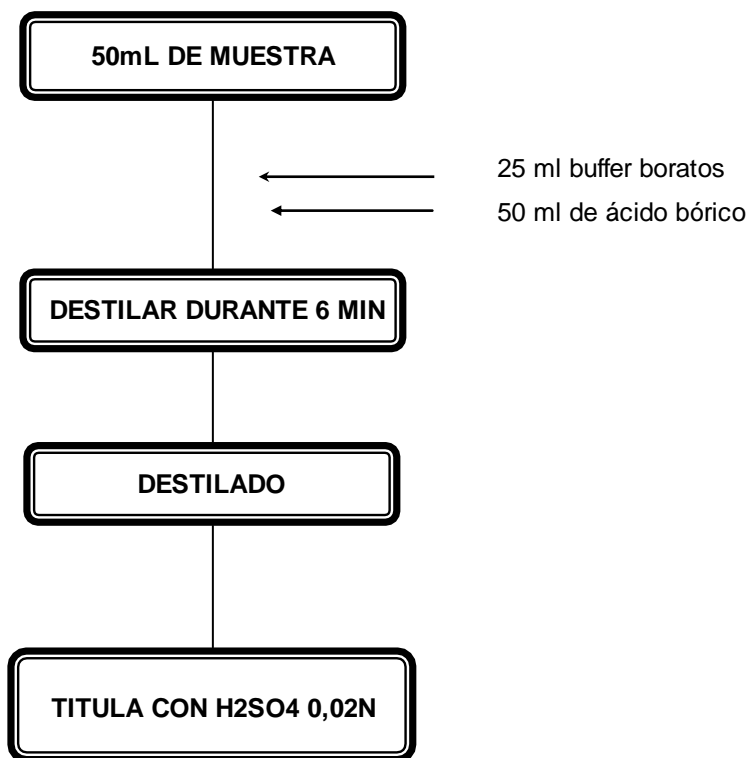 50mL DE MUESTRA
25 ml buffer boratos
50 ml de ácido bórico
DESTILAR DURANTE 6 MIN
DESTILADO
TITULA CON H2SO4 0,02N